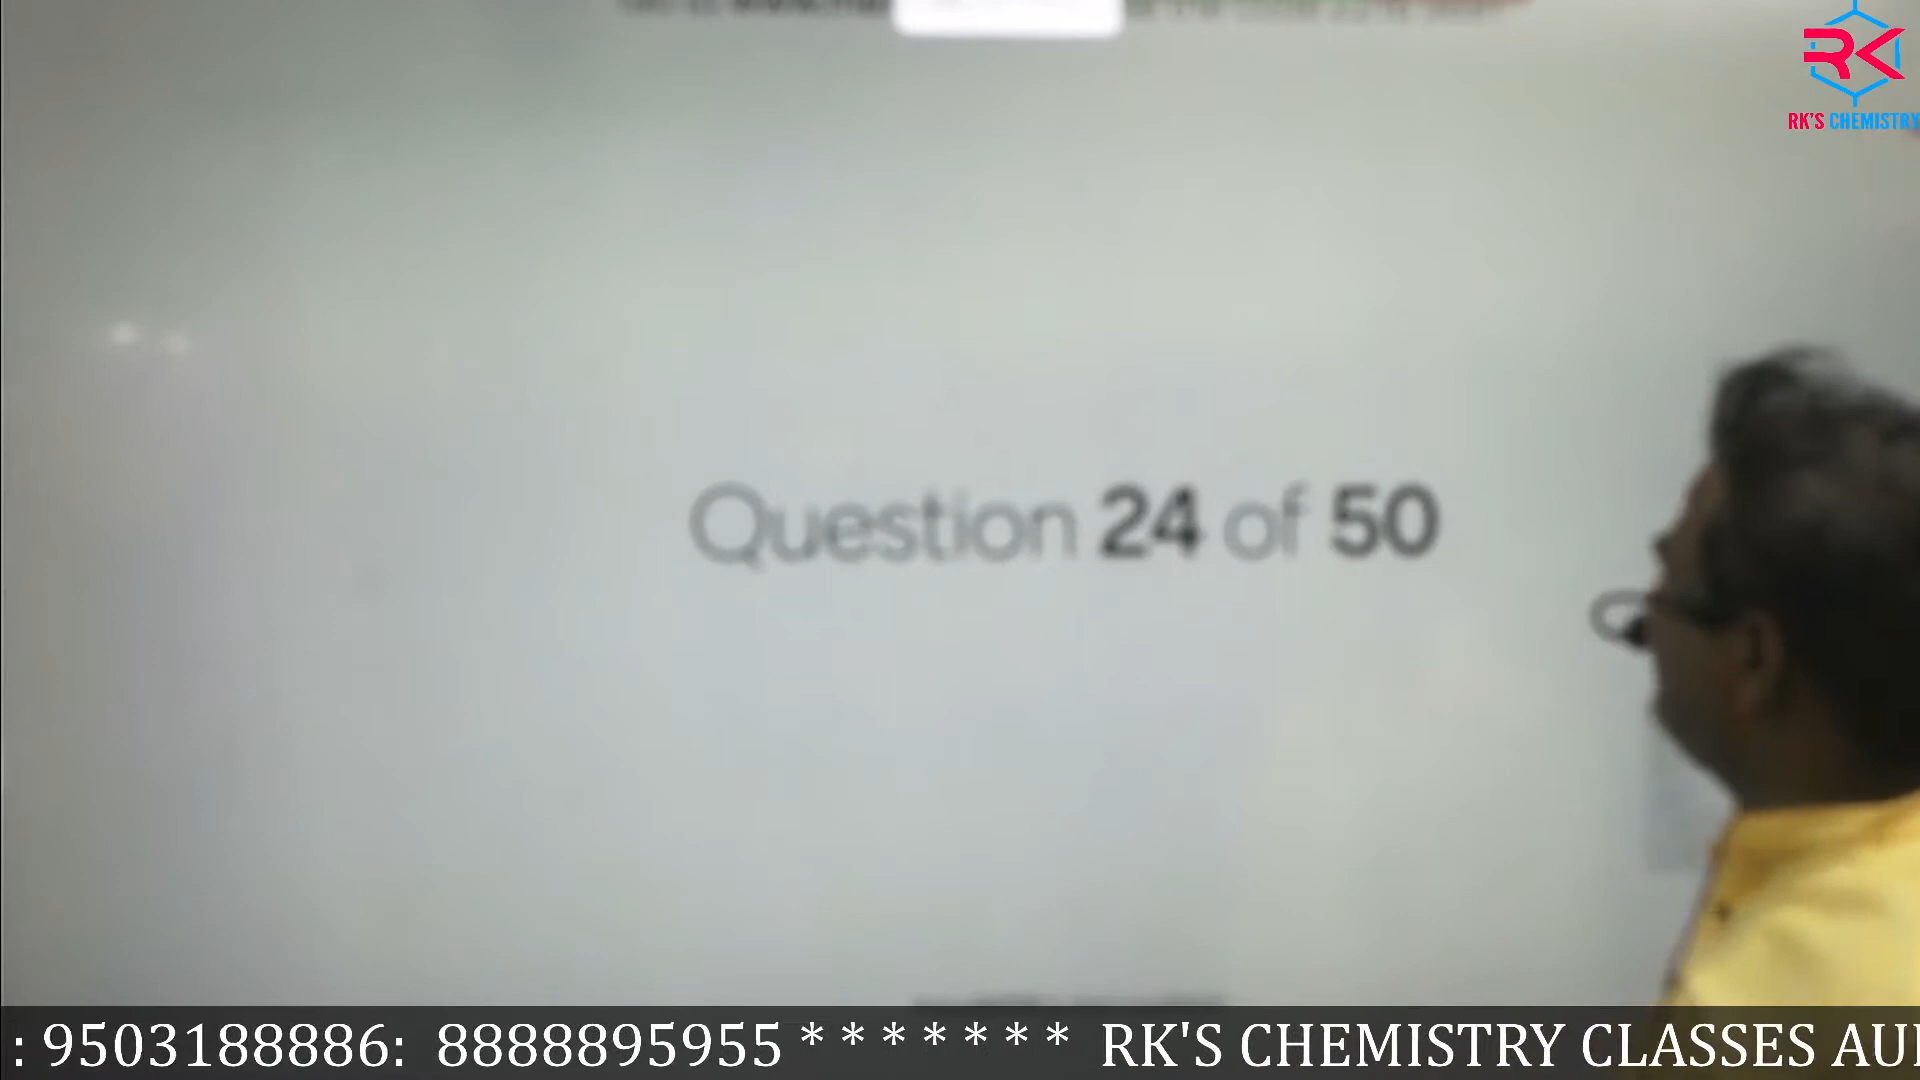 RK
RK'S CHEMISTRY
Question 24 of 50
: 9503188886: 8888895955 * * * * * * * RK'S CHEMISTRY CLASSES AU